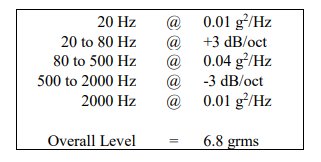 20 Hz @ 0.01 g²/Hz
20 to 80 Hz @ +3 dB/oct
80 to 500 Hz @ 0.04 g²/Hz
500 to 2000 Hz @ -3 dB/oct
2000 Hz @ 0.01 g²/Hz
Overall Level = 6.8 grms